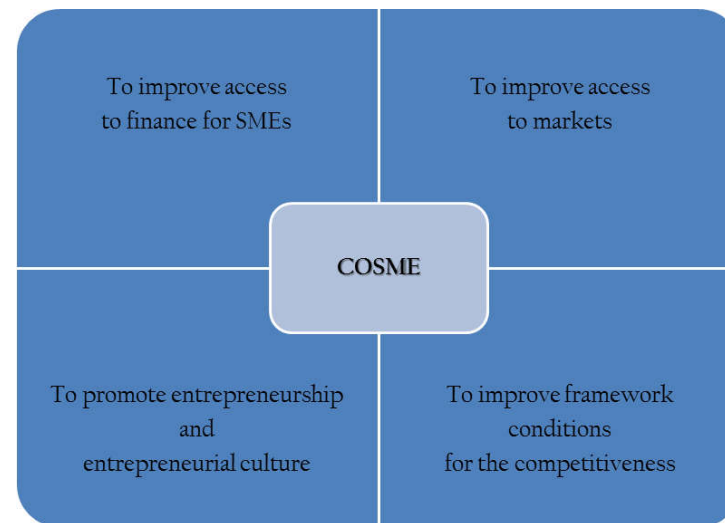 To improve access
to finance for SMEs
To improve access
to markets
COSME
To promote entrepreneurship
and
entrepreneurial culture
To improve framework
conditions
for the competitiveness